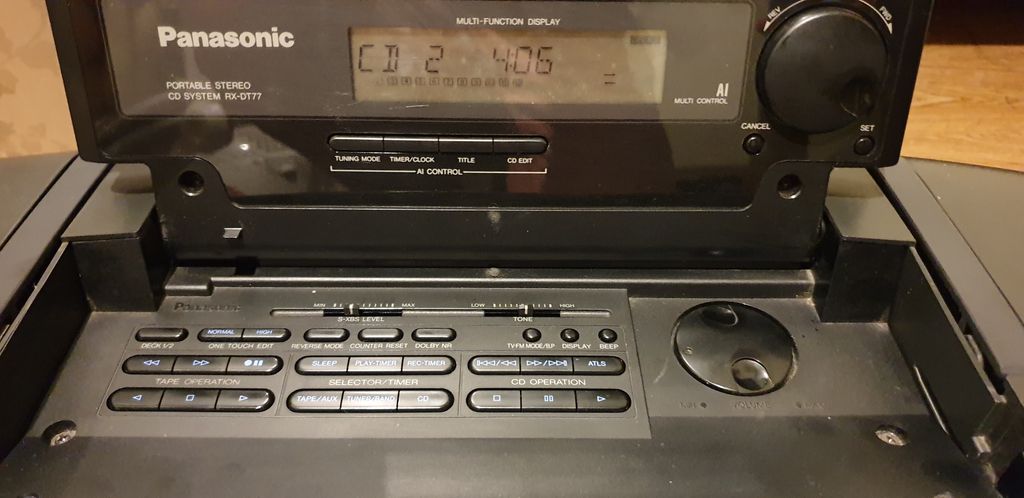 MULTI-FUNCTION DISPLAY
REV FWD
Panasonic
CD 2 4:06
PORTABLE STEREO
CD SYSTEM RX-DT77
AI
MULTI CONTROL
CANCEL SET
TUNING MODE TIMER/CLOCK TITLE CD EDIT
AI CONTROL
Panasonic
MIN MAX LOW HIGH
S-XBS LEVEL TONE
NORMAL HIGH
DECK 1/2 ONE TOUCH EDIT REVERSE MODE COUNTER RESET DOLBY NR TV/FM MODE/BP DISPLAY BEEP
SLEEP PLAY-TIMER REC-TIMER ATLS
TAPE OPERATION SELECTOR/TIMER CD OPERATION
TAPE/AUX TUNER/BAND CD
VOLUME